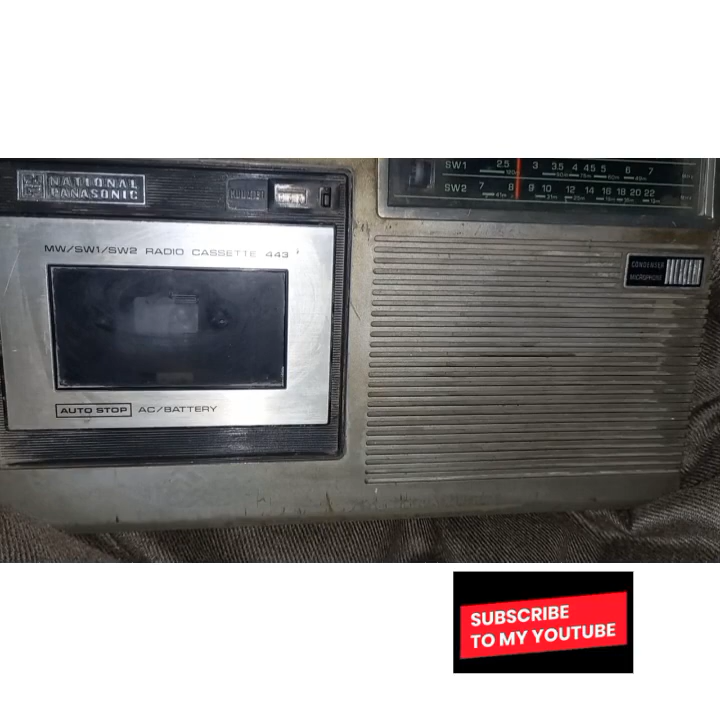 NATIONAL
PANASONIC
MW/SW1/SW2 RADIO CASSETTE 443
AUTO STOP AC/BATTERY
SW1 2.5 3 3.5 4 4.5 5 6 7
SW2 7 8 9 10 12 14 16 18 20 22
CONDENSER
MICROPHONE
SUBSCRIBE
TO MY YOUTUBE